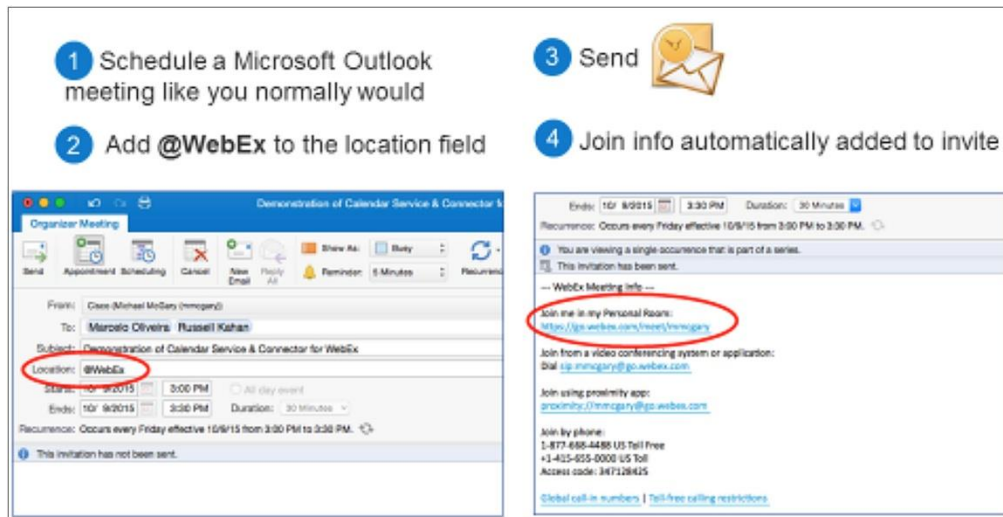 1 Schedule a Microsoft Outlook
meeting like you normally would
2 Add @WebEx to the location field
Demonstration of Calendar Service & Connector
Organizer Meeting
Send Appointment Scheduling Cancel New Email Reply All
Show As: Busy
Reminder: 5 Minutes
From: Cisco (Michael McGary (mmcgary))
To: Marcelo Oliveira Russell Kahan
Subject: Demonstration of Calendar Service & Connector for WebEx
Location: @WebEx
Starts: 10/ 9/2015 3:00 PM All day event
Ends: 10/ 9/2015 3:30 PM Duration: 30 Minutes
Recurrence: Occurs every Friday effective 10/9/15 from 3:00 PM to 3:30 PM.
This invitation has not been sent.
3 Send
4 Join info automatically added to invite
Ends: 10/ 9/2015 3:30 PM Duration: 30 Minutes
Recurrence: Occurs every Friday effective 10/9/15 from 3:00 PM to 3:30 PM.
You are viewing a single occurrence that is part of a series.
This invitation has been sent.
--- WebEx Meeting Info ---
Join me in my Personal Room:
https://go.webex.com/meet/mmcgary
Join from a video conferencing system or application:
Dial sip:mmcgary@go.webex.com
Join using proximity app:
proximity://mmcgary@go.webex.com
Join by phone:
1-877-668-4488 US Toll Free
+1-415-655-0000 US Toll
Access code: 347128425
Global call-in numbers | Toll-free calling restrictions